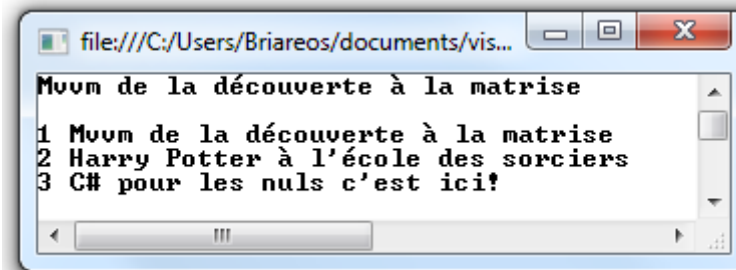 file:///C:/Users/Briareos/documents/vis...
Mvvm de la découverte à la matrise
1 Mvvm de la découverte à la matrise
2 Harry Potter à l'école des sorciers
3 C# pour les nuls c'est ici!